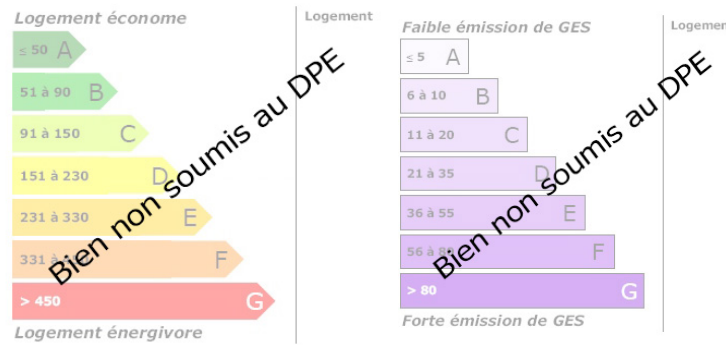 Logement économe
Logement
≤ 50 A
51 à 90 B
91 à 150 C
151 à 230 D
231 à 330 E
331 à F
> 450 G
Logement énergivore
Bien non soumis au DPE
Faible émission de GES
Logemen
≤ 5 A
6 à 10 B
11 à 20 C
21 à 35 D
36 à 55 E
56 à 80 F
> 80 G
Forte émission de GES
Bien non soumis au DPE